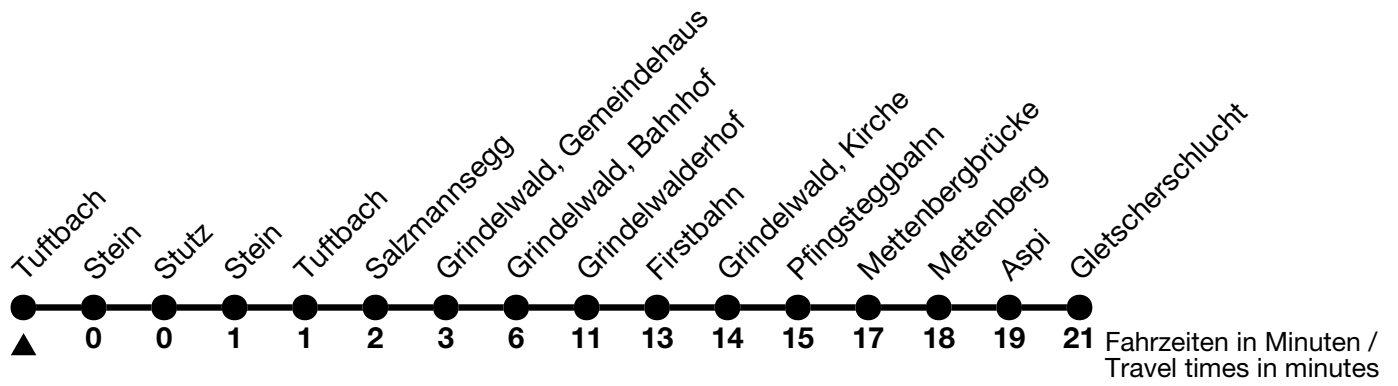 Tuftbach
Stein
Stutz
Stein
Tuftbach
Salzmannsegg
Grindelwald, Gemeindehaus
Grindelwald, Bahnhof
Grindelwalderhof
Firstbahn
Grindelwald, Kirche
Pfingsteggbahn
Mettenbergbrücke
Mettenberg
Aspi
Gletscherschlucht
0 0 1 1 2 3 6 11 13 14 15 17 18 19 21
Fahrzeiten in Minuten /
Travel times in minutes